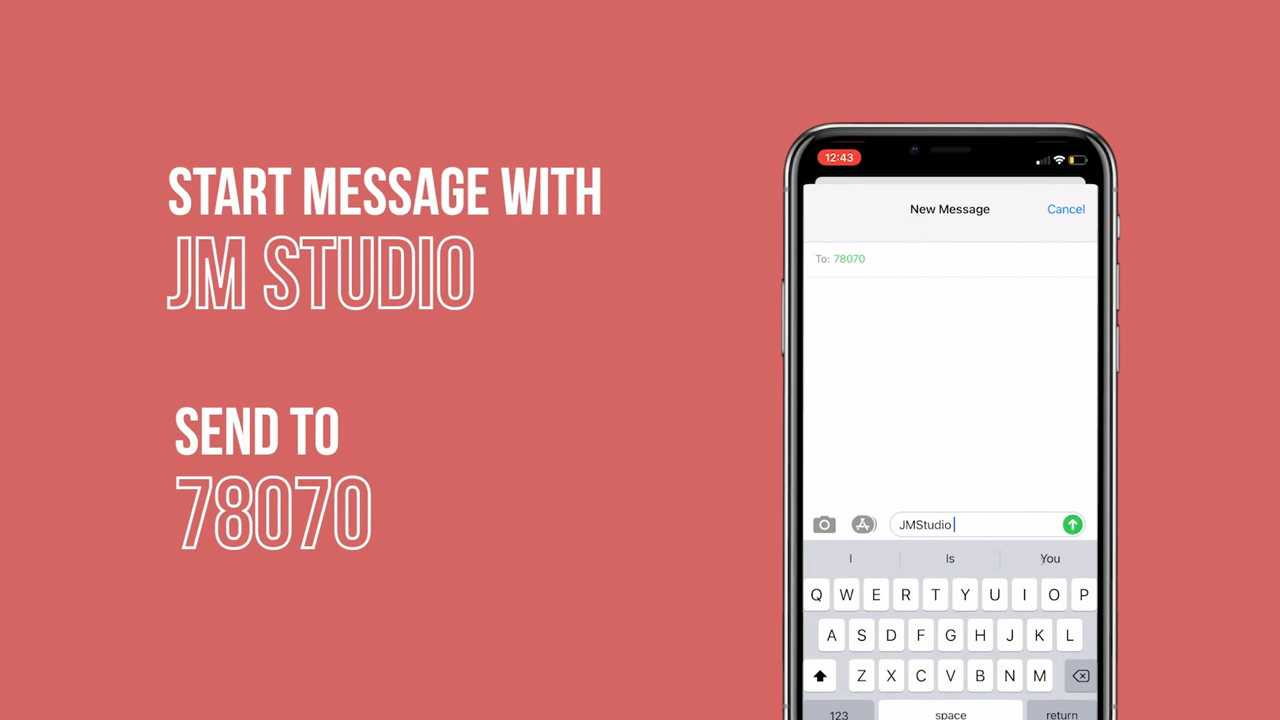 START MESSAGE WITH
JM STUDIO
SEND TO
78070
12:43
New Message
Cancel
To: 78070
JMStudio
I Is You
Q W E R T Y U I O P
A S D F G H J K L
Z X C V B N M
123 space return